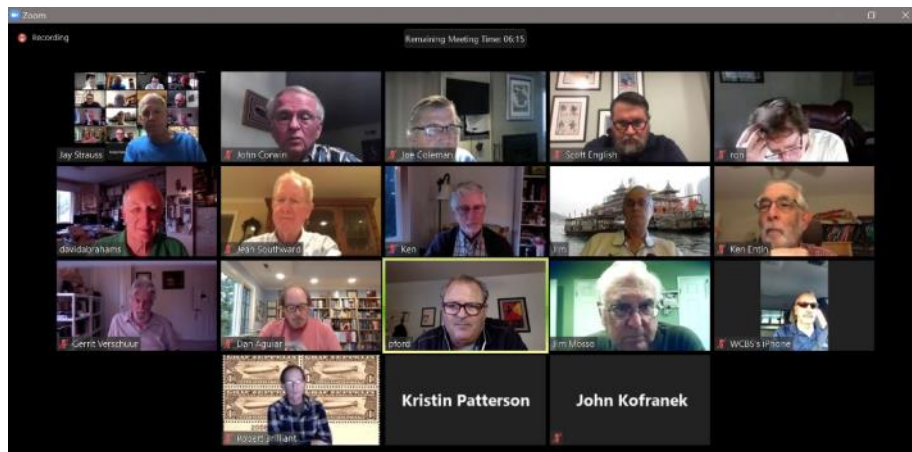 Zoom
Recording
Remaining Meeting Time: 06:15
Jay Strauss
John Corwin
Joe Coleman
Scott English
ron
davidabrahams
Jean Southward
Ken
Jim
Ken Entin
Gerrit Verschuur
Dan Aguiar
eford
Jim Mosso
WCBS's iPhone
Robert Brilliant
Kristin Patterson
John Kofranek